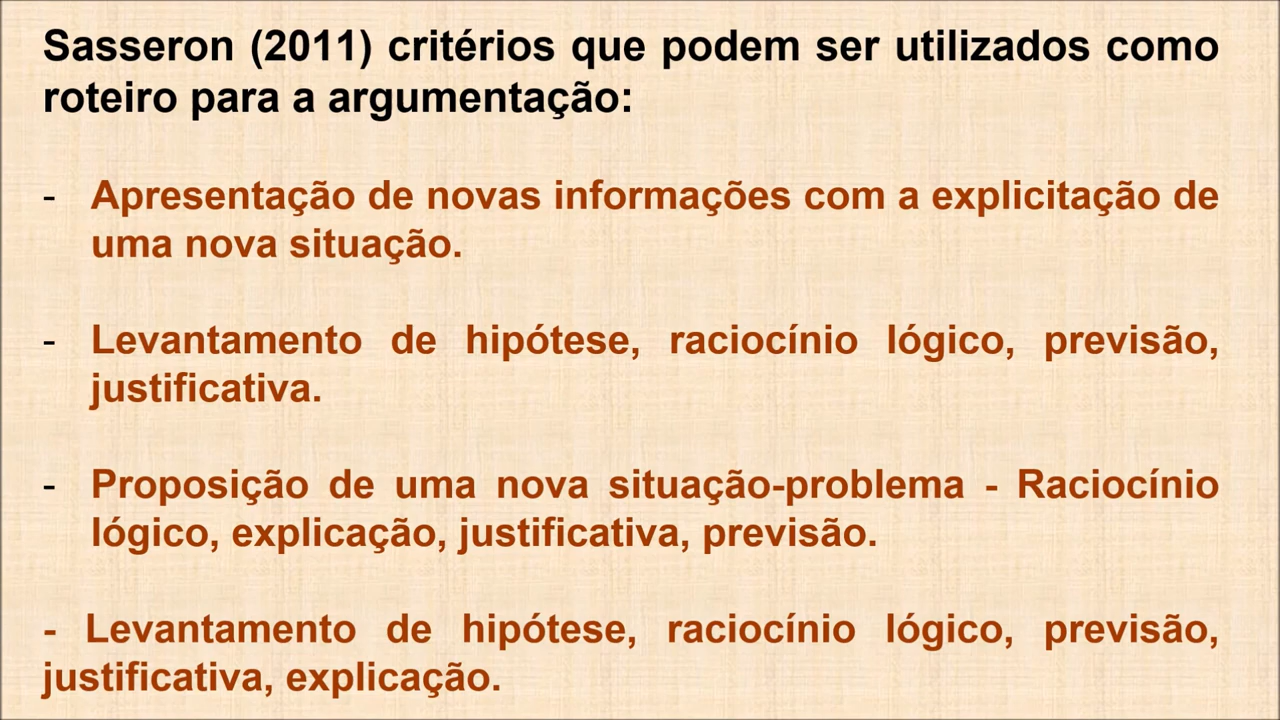 Sasseron (2011) critérios que podem ser utilizados como
roteiro para a argumentação:
- Apresentação de novas informações com a explicitação de
uma nova situação.
- Levantamento de hipótese, raciocínio lógico, previsão,
justificativa.
- Proposição de uma nova situação-problema - Raciocínio
lógico, explicação, justificativa, previsão.
- Levantamento de hipótese, raciocínio lógico, previsão,
justificativa, explicação.